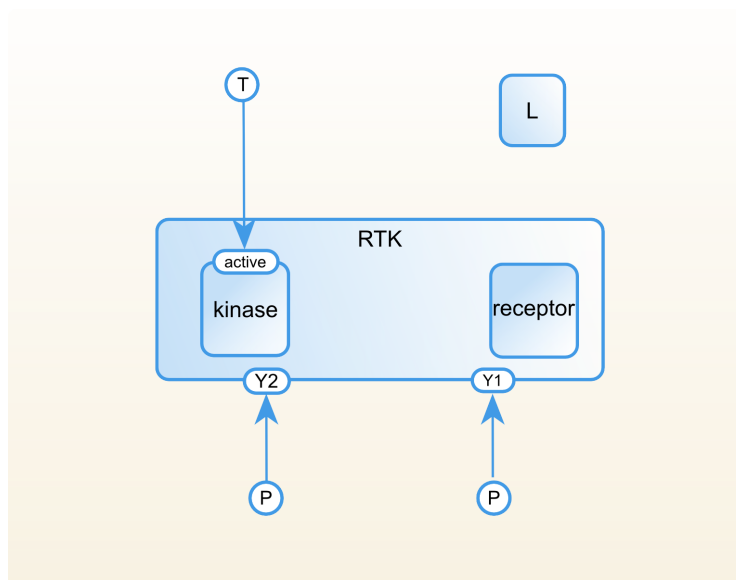 T
L
RTK
active
kinase
receptor
Y2
Y1
P
P